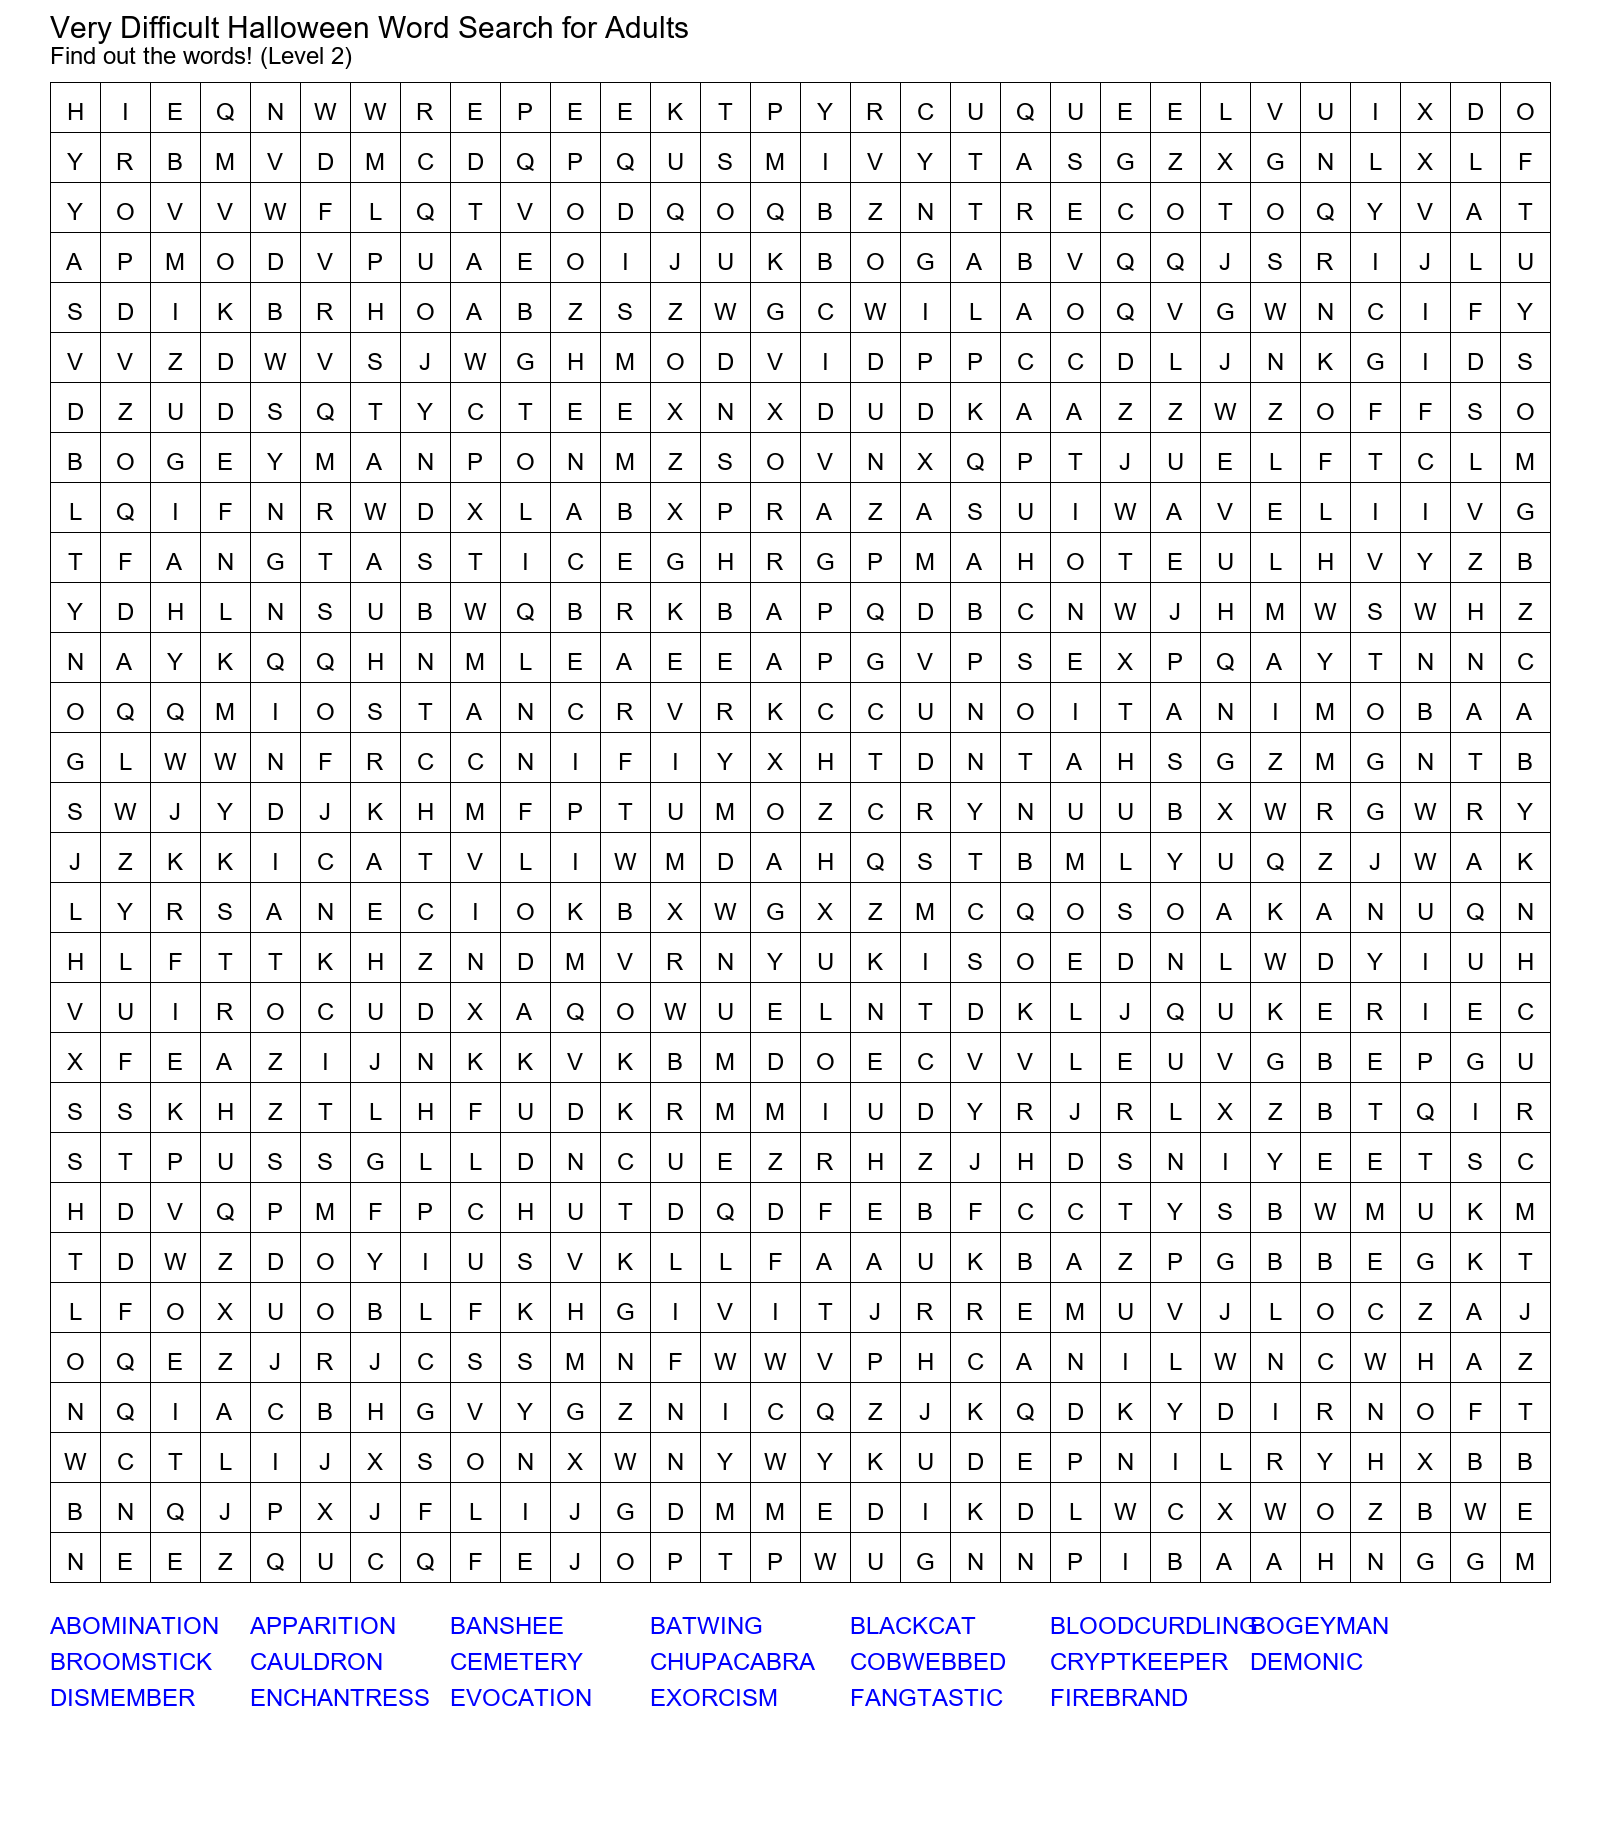 Very Difficult Halloween Word Search for Adults
Find out the words! (Level 2)
H I E Q N W W R E P E E K T P Y R C U Q U E E L V U I X D O
Y R B M V D M C D Q P Q U S M I V Y T A S G Z X G N L X L F
Y O V V W F L Q T V O D Q O Q B Z N T R E C O T O Q Y V A T
A P M O D V P U A E O I J U K B O G A B V Q Q J S R I J L U
S D I K B R H O A B Z S Z W G C W I L A O Q V G W N C I F Y
V V Z D W V S J W G H M O D V I D P P C C D L J N K G I D S
D Z U D S Q T Y C T E E X N X D U D K A A Z Z W Z O F F S O
B O G E Y M A N P O N M Z S O V N X Q P T J U E L F T C L M
L Q I F N R W D X L A B X P R A Z A S U I W A V E L I I V G
T F A N G T A S T I C E G H R G P M A H O T E U L H V Y Z B
Y D H L N S U B W Q B R K B A P Q D B C N W J H M W S W H Z
N A Y K Q Q H N M L E A E E A P G V P S E X P Q A Y T N N C
O Q Q M I O S T A N C R V R K C C U N O I T A N I M O B A A
G L W W N F R C C N I F I Y X H T D N T A H S G Z M G N T B
S W J Y D J K H M F P T U M O Z C R Y N U U B X W R G W R Y
J Z K K I C A T V L I W M D A H Q S T B M L Y U Q Z J W A K
L Y R S A N E C I O K B X W G X Z M C Q O S O A K A N U Q N
H L F T T K H Z N D M V R N Y U K I S O E D N L W D Y I U H
V U I R O C U D X A Q O W U E L N T D K L J Q U K E R I E C
X F E A Z I J N K K V K B M D O E C V V L E U V G B E P G U
S S K H Z T L H F U D K R M M I U D Y R J R L X Z B T Q I R
S T P U S S G L L D N C U E Z R H Z J H D S N I Y E E T S C
H D V Q P M F P C H U T D Q D F E B F C C T Y S B W M U K M
T D W Z D O Y I U S V K L L F A A U K B A Z P G B B E G K T
L F O X U O B L F K H G I V I T J R R E M U V J L O C Z A J
O Q E Z J R J C S S M N F W W V P H C A N I L W N C W H A Z
N Q I A C B H G V Y G Z N I C Q Z J K Q D K Y D I R N O F T
W C T L I J X S O N X W N Y W Y K U D E P N I L R Y H X B B
B N Q J P X J F L I J G D M M E D I K D L W C X W O Z B W E
N E E Z Q U C Q F E J O P T P W U G N N P I B A A H N G G M
ABOMINATION APPARITION BANSHEE BATWING BLACKCAT BLOODCURDLING BOGEYMAN
BROOMSTICK CAULDRON CEMETERY CHUPACABRA COBWEBBED CRYPTKEEPER DEMONIC
DISMEMBER ENCHANTRESS EVOCATION EXORCISM FANGTASTIC FIREBRAND